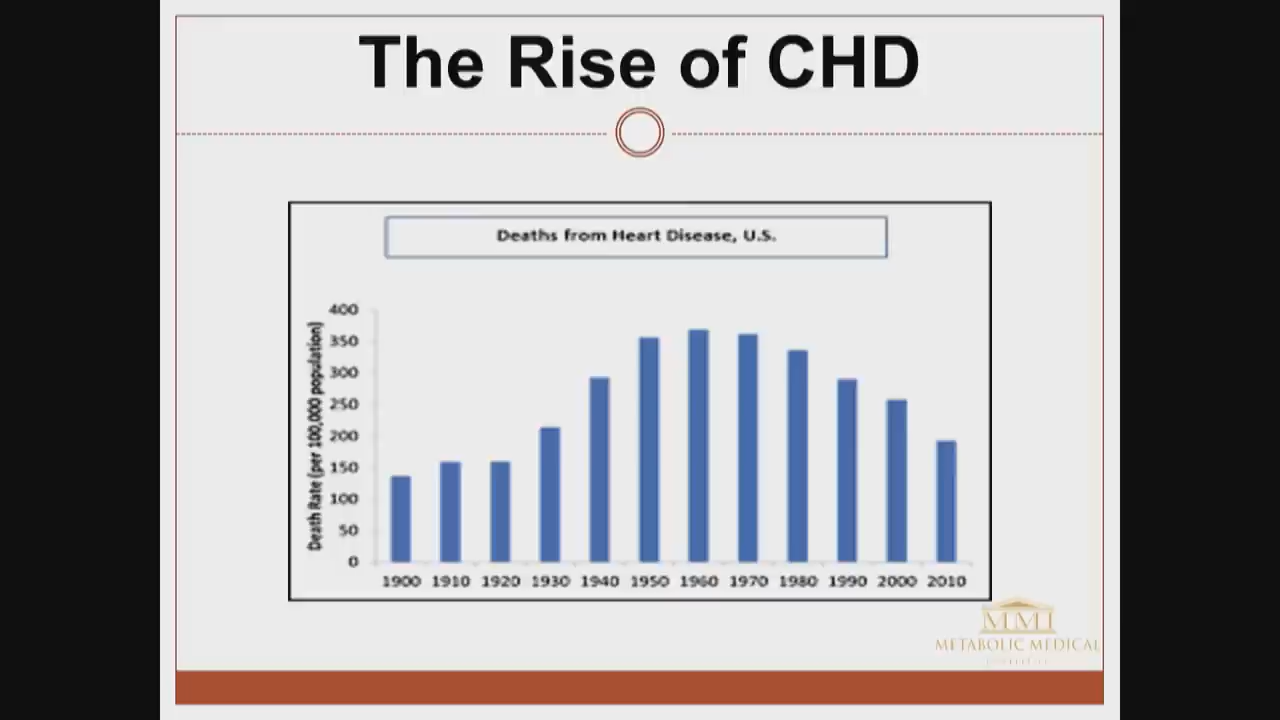 The Rise of CHD
Deaths from Heart Disease, U.S.
Death Rate (per 100,000 population)
400
350
300
250
200
150
100
50
0
1900 1910 1920 1930 1940 1950 1960 1970 1980 1990 2000 2010
MMI
METABOLIC MEDICAL